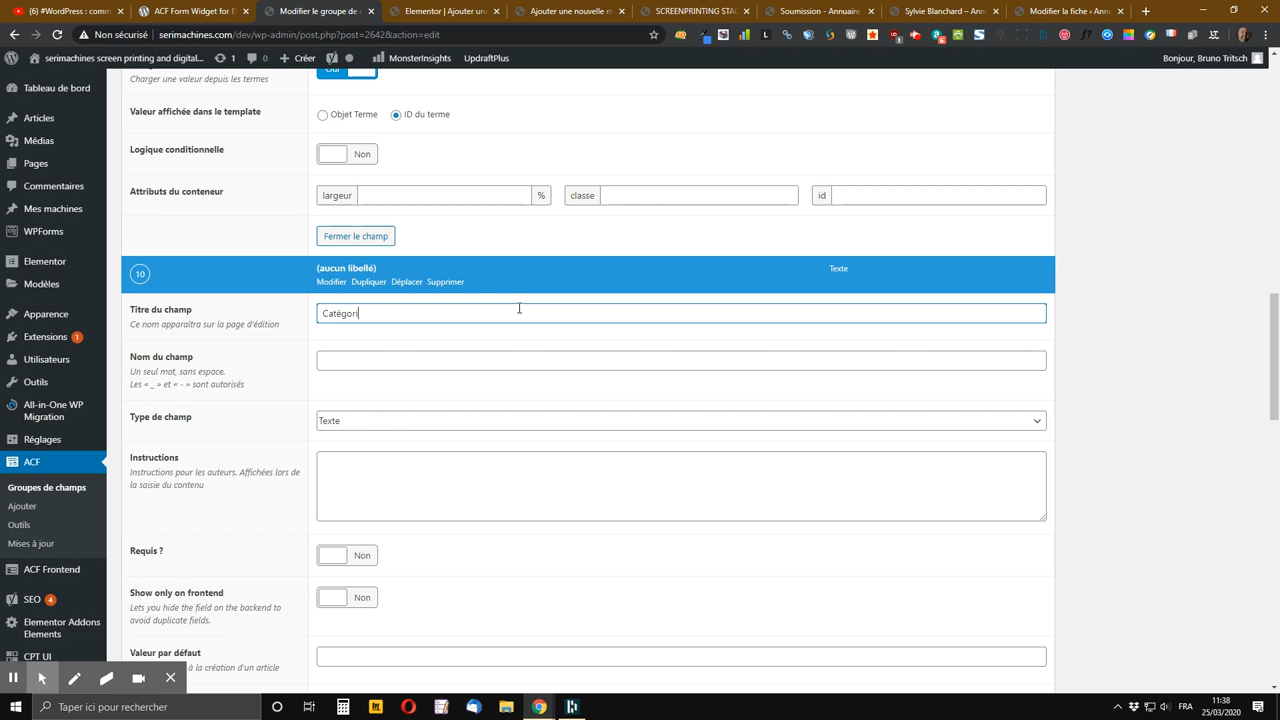 (6) #WordPress: com
ACF Form for Wordp
Modifier le groupe de c
Elementor | Ajoutez une
Ajouter une nouvelle m
SCREENPRINTING STAG
Soumission - Annuaire
Sylvie Blanchard – Anne
Modifier la fiche - Annu
Non sécurisé | serimachines.com/dev/wp-admin/post.php?post=2642&action=edit
serimachines screen printing and digital... 1 0 Créer MonsterInsights UpdraftPlus Bonjour, Bruno Tritsch
Tableau de bord
Articles
Médias
Pages
Commentaires
Mes machines
WPForms
Elementor
Modèles
Apparence
Extensions 1
Utilisateurs
Outils
All-in-One WP
Migration
Réglages
ACF
Groupes de champs
Ajouter
Outils
Mises à jour
ACF Frontend
SEO 4
Elementor Addons
Elements
CPT UI
Charger une valeur depuis les termes
Oui
Valeur affichée dans le template
Objet Terme ID du terme
Logique conditionnelle
Non
Attributs du conteneur
largeur % classe id
Fermer le champ
10 (aucun libellé) Texte
Modifier Dupliquer Déplacer Supprimer
Titre du champ
Ce nom apparaîtra sur la page d'édition
Catégori
Nom du champ
Un seul mot, sans espace.
Les « _ » et « - » sont autorisés
Type de champ
Texte
Instructions
Instructions pour les auteurs. Affichées lors de
la saisie du contenu
Requis ?
Non
Show only on frontend
Lets you hide the field on the backend to
avoid duplicate fields.
Non
Valeur par défaut
à la création d'un article
Taper ici pour rechercher
FRA
11:38
25/03/2020